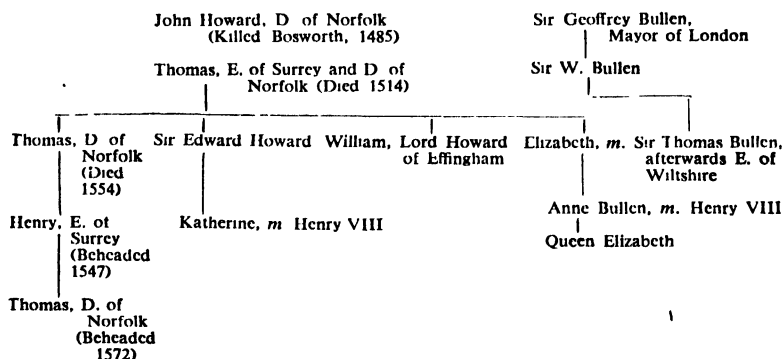 John Howard, D of Norfolk
(Killed Bosworth, 1485)
Sir Geoffrey Bullen,
Mayor of London
Thomas, E. of Surrey and D of
Norfolk (Died 1514)
Sir W. Bullen
Thomas, D of
Norfolk
(Died
1554)
Sir Edward Howard
William, Lord Howard
of Effingham
Elizabeth, m. Sir Thomas Bullen,
afterwards E. of
Wiltshire
Henry, E. of
Surrey
(Beheaded
1547)
Katherine, m Henry VIII
Anne Bullen, m. Henry VIII
Queen Elizabeth
Thomas, D. of
Norfolk
(Beheaded
1572)